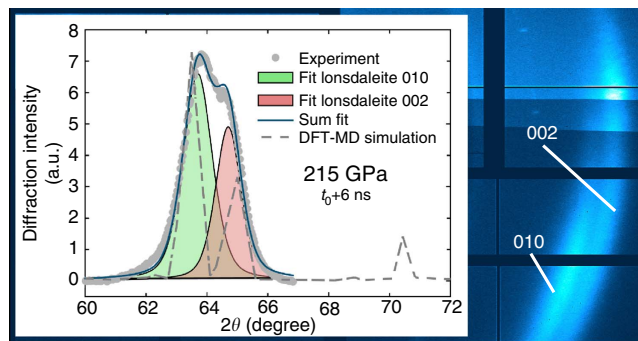 Diffraction intensity
(a.u.)
8
7
6
5
4
3
2
1
0
60
62
64
66
68
70
72
2θ (degree)
Experiment
Fit lonsdaleite 010
Fit lonsdaleite 002
Sum fit
DFT-MD simulation
215 GPa
t0+6 ns
002
010